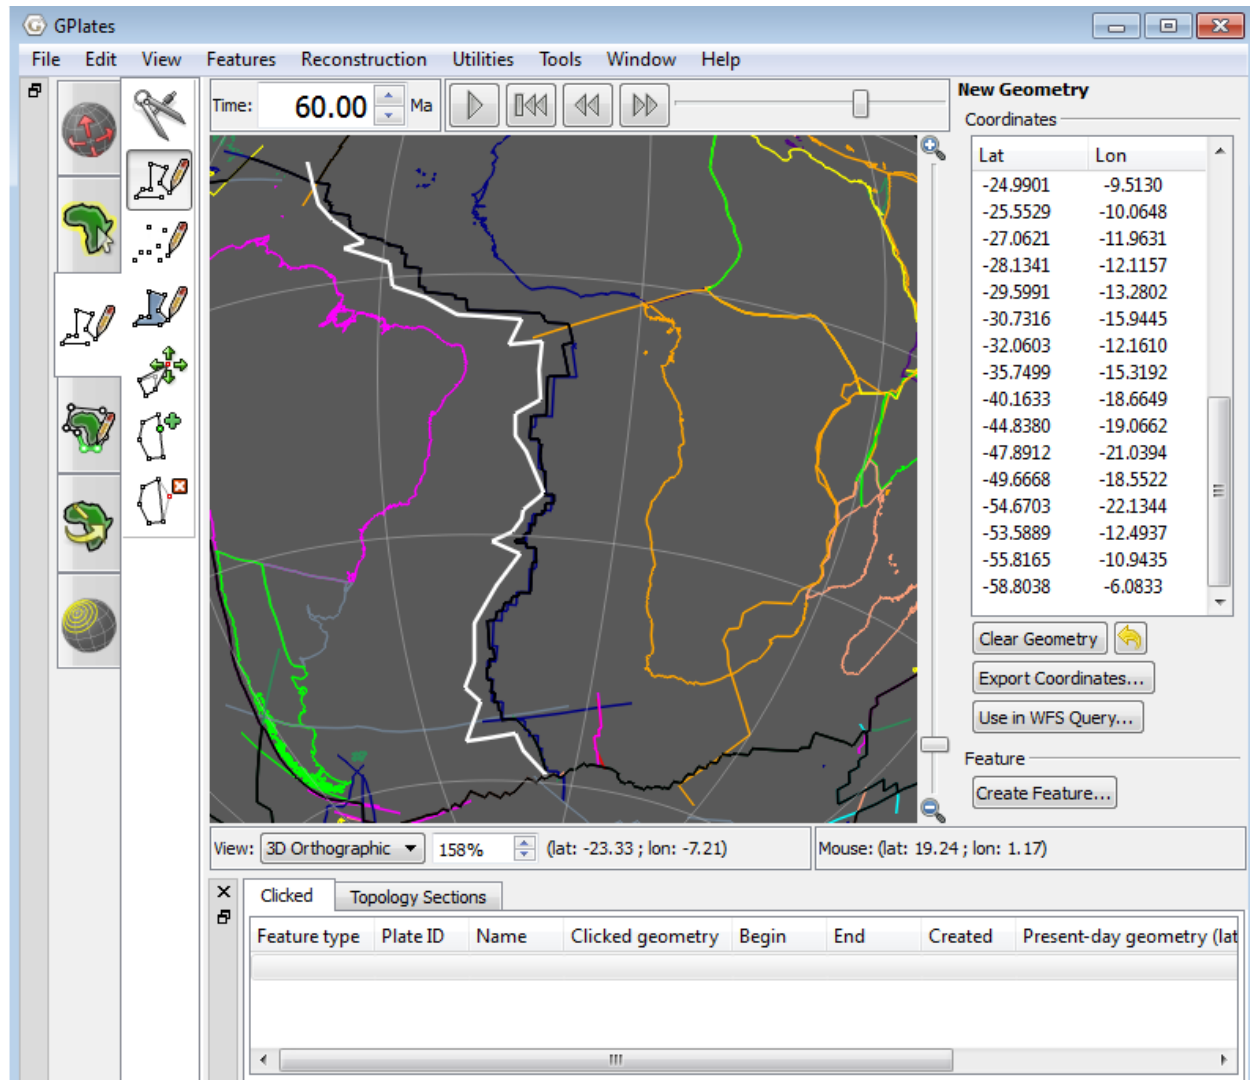 GPlates
File Edit View Features Reconstruction Utilities Tools Window Help
Time: 60.00 Ma
New Geometry
Coordinates
Lat Lon
-24.9901 -9.5130
-25.5529 -10.0648
-27.0621 -11.9631
-28.1341 -12.1157
-29.5991 -13.2802
-30.7316 -15.9445
-32.0603 -12.1610
-35.7499 -15.3192
-40.1633 -18.6649
-44.8380 -19.0662
-47.8912 -21.0394
-49.6668 -18.5522
-54.6703 -22.1344
-53.5889 -12.4937
-55.8165 -10.9435
-58.8038 -6.0833
Clear Geometry
Export Coordinates...
Use in WFS Query...
Feature
Create Feature...
View: 3D Orthographic 158% (lat: -23.33 ; lon: -7.21) Mouse: (lat: 19.24 ; lon: 1.17)
Clicked Topology Sections
Feature type Plate ID Name Clicked geometry Begin End Created Present-day geometry (lat